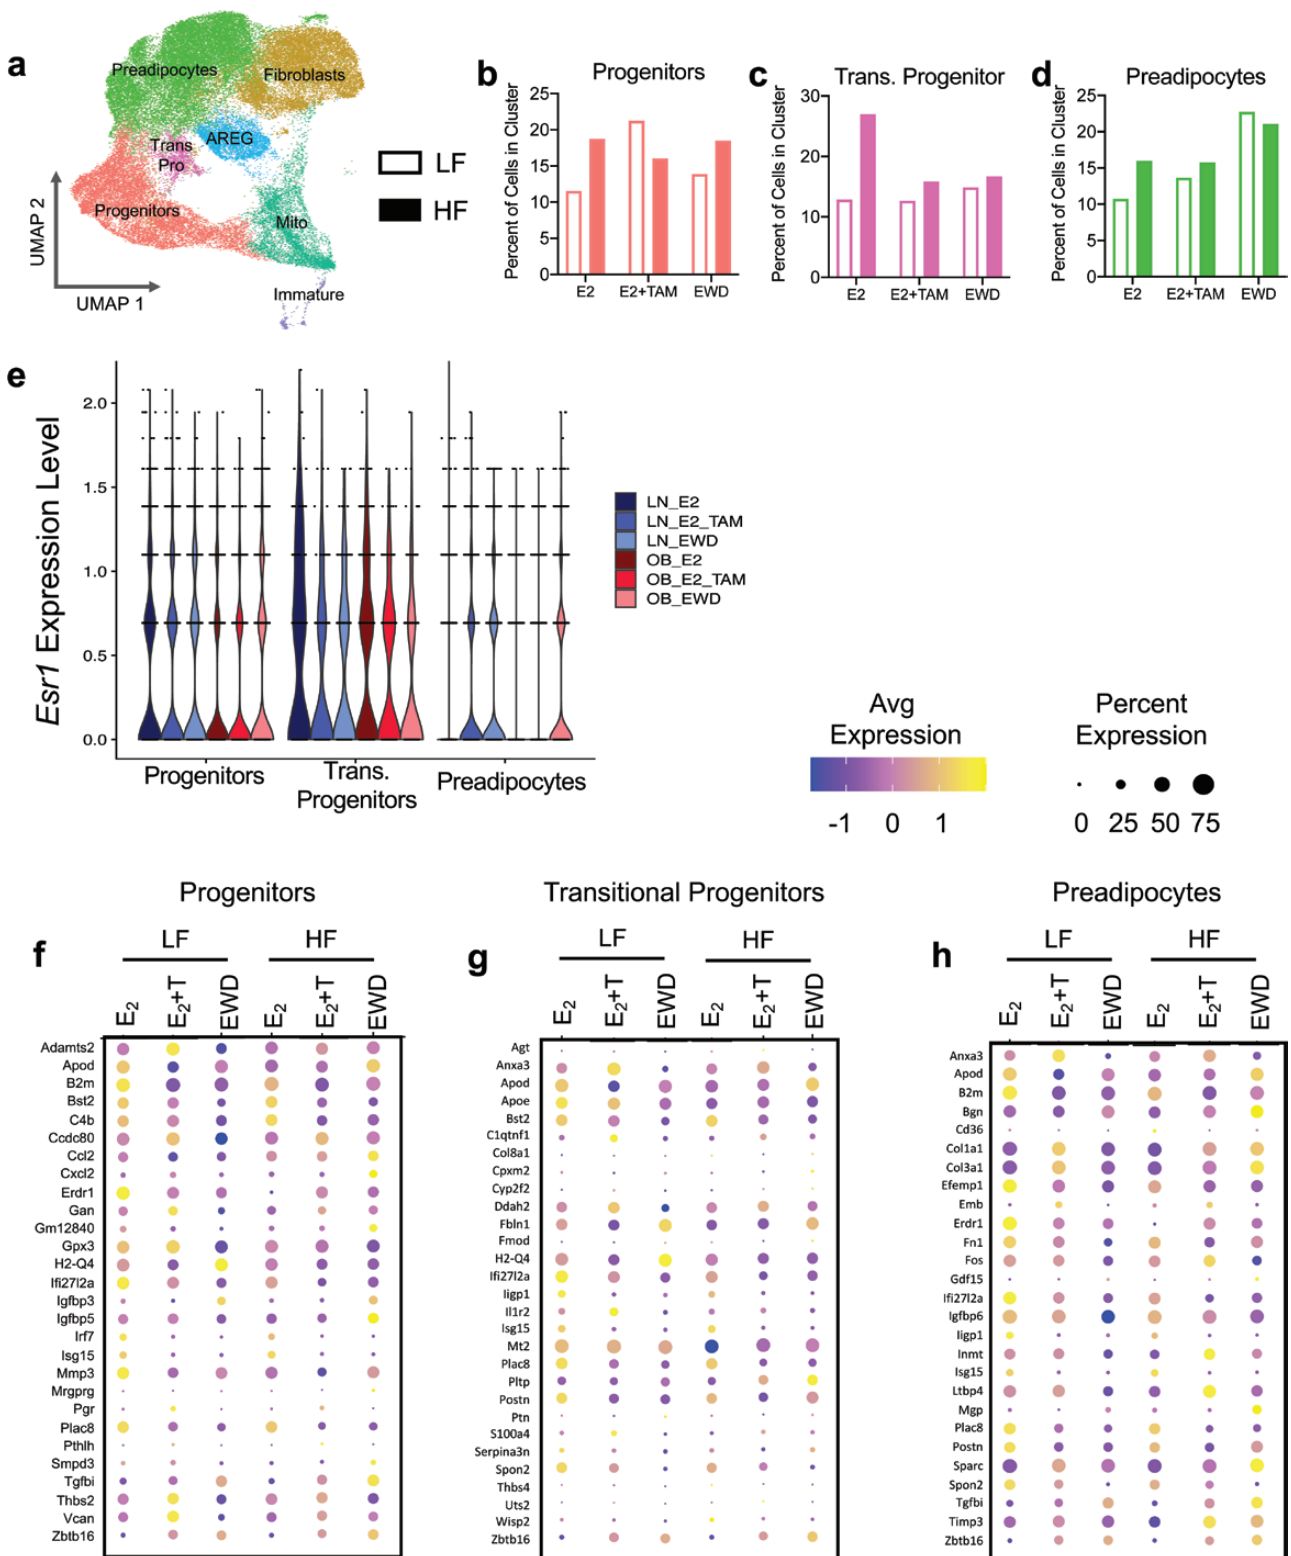 a
Preadipocytes
Fibroblasts
Trans
Pro
AREG
Progenitors
Mito
Immature
UMAP 2
UMAP 1
LF
HF
b
Progenitors
Percent of Cells in Cluster
25
20
15
10
5
0
E2
E2+TAM
EWD
c
Trans. Progenitor
Percent of Cells in Cluster
30
20
10
0
E2
E2+TAM
EWD
d
Preadipocytes
Percent of Cells in Cluster
25
20
15
10
5
0
E2
E2+TAM
EWD
e
Esr1 Expression Level
2.0
1.5
1.0
0.5
0.0
Progenitors
Trans.
Progenitors
Preadipocytes
LN_E2
LN_E2_TAM
LN_EWD
OB_E2
OB_E2_TAM
OB_EWD
Avg
Expression
-1 0 1
Percent
Expression
0 25 50 75
f
Progenitors
LF HF
E2 E2+T EWD E2 E2+T EWD
Adamts2
Apod
B2m
Bst2
C4b
Ccdc80
Ccl2
Cxcl2
Erdr1
Gan
Gm12840
Gpx3
H2-Q4
Ifi27l2a
Igfbp3
Igfbp5
Irf7
Isg15
Mmp3
Mrgprg
Pgr
Plac8
Pthlh
Smpd3
Tgfbi
Thbs2
Vcan
Zbtb16
g
Transitional Progenitors
LF HF
E2 E2+T EWD E2 E2+T EWD
Agt
Anxa3
Apod
Apoe
Bst2
C1qtnf1
Col8a1
Cpxm2
Cyp2f2
Ddah2
Fbln1
Fmod
H2-Q4
Ifi27l2a
Iigp1
Il1r2
Isg15
Mt2
Plac8
Pltp
Postn
Ptn
S100a4
Serpina3n
Spon2
Thbs4
Uts2
Wisp2
Zbtb16
h
Preadipocytes
LF HF
E2 E2+T EWD E2 E2+T EWD
Anxa3
Apod
B2m
Bgn
Cd36
Col1a1
Col3a1
Efemp1
Emb
Erdr1
Fn1
Fos
Gdf15
Ifi27l2a
Igfbp6
Iigp1
Inmt
Isg15
Ltbp4
Mgp
Plac8
Postn
Sparc
Spon2
Tgfbi
Timp3
Zbtb16